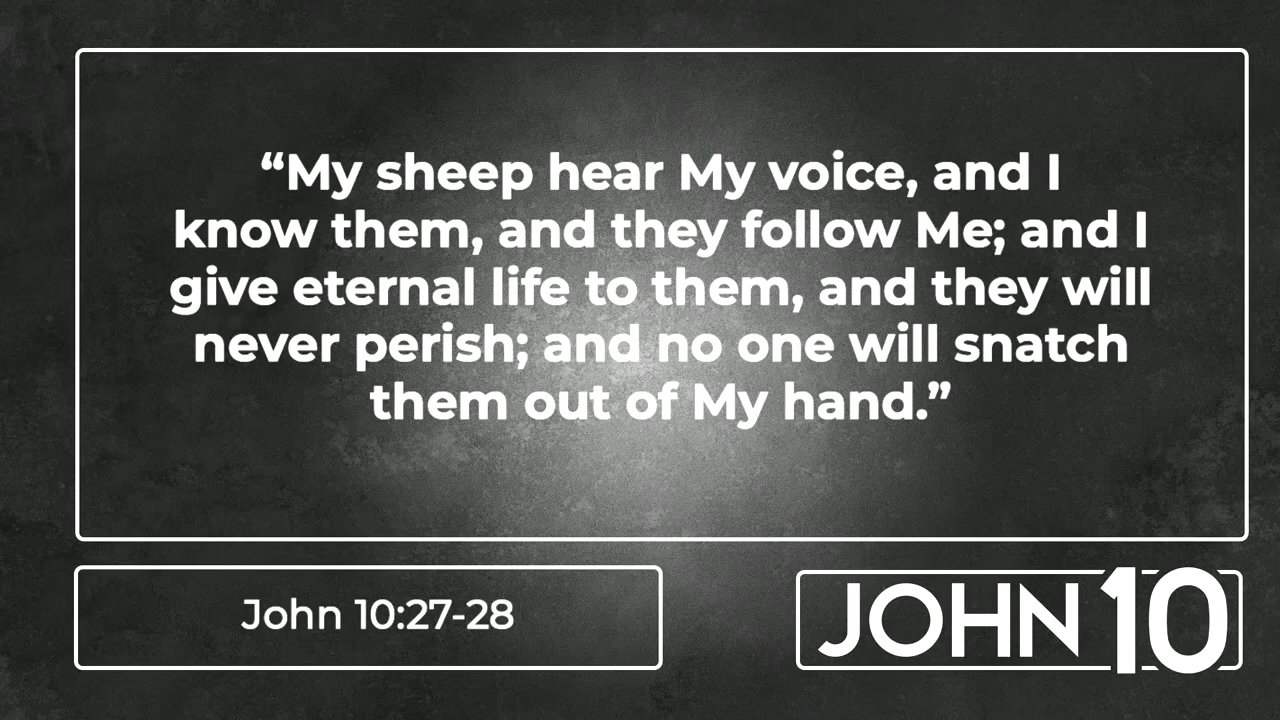 “My sheep hear My voice, and I
know them, and they follow Me; and I
give eternal life to them, and they will
never perish; and no one will snatch
them out of My hand.”
John 10:27-28
JOHN 10